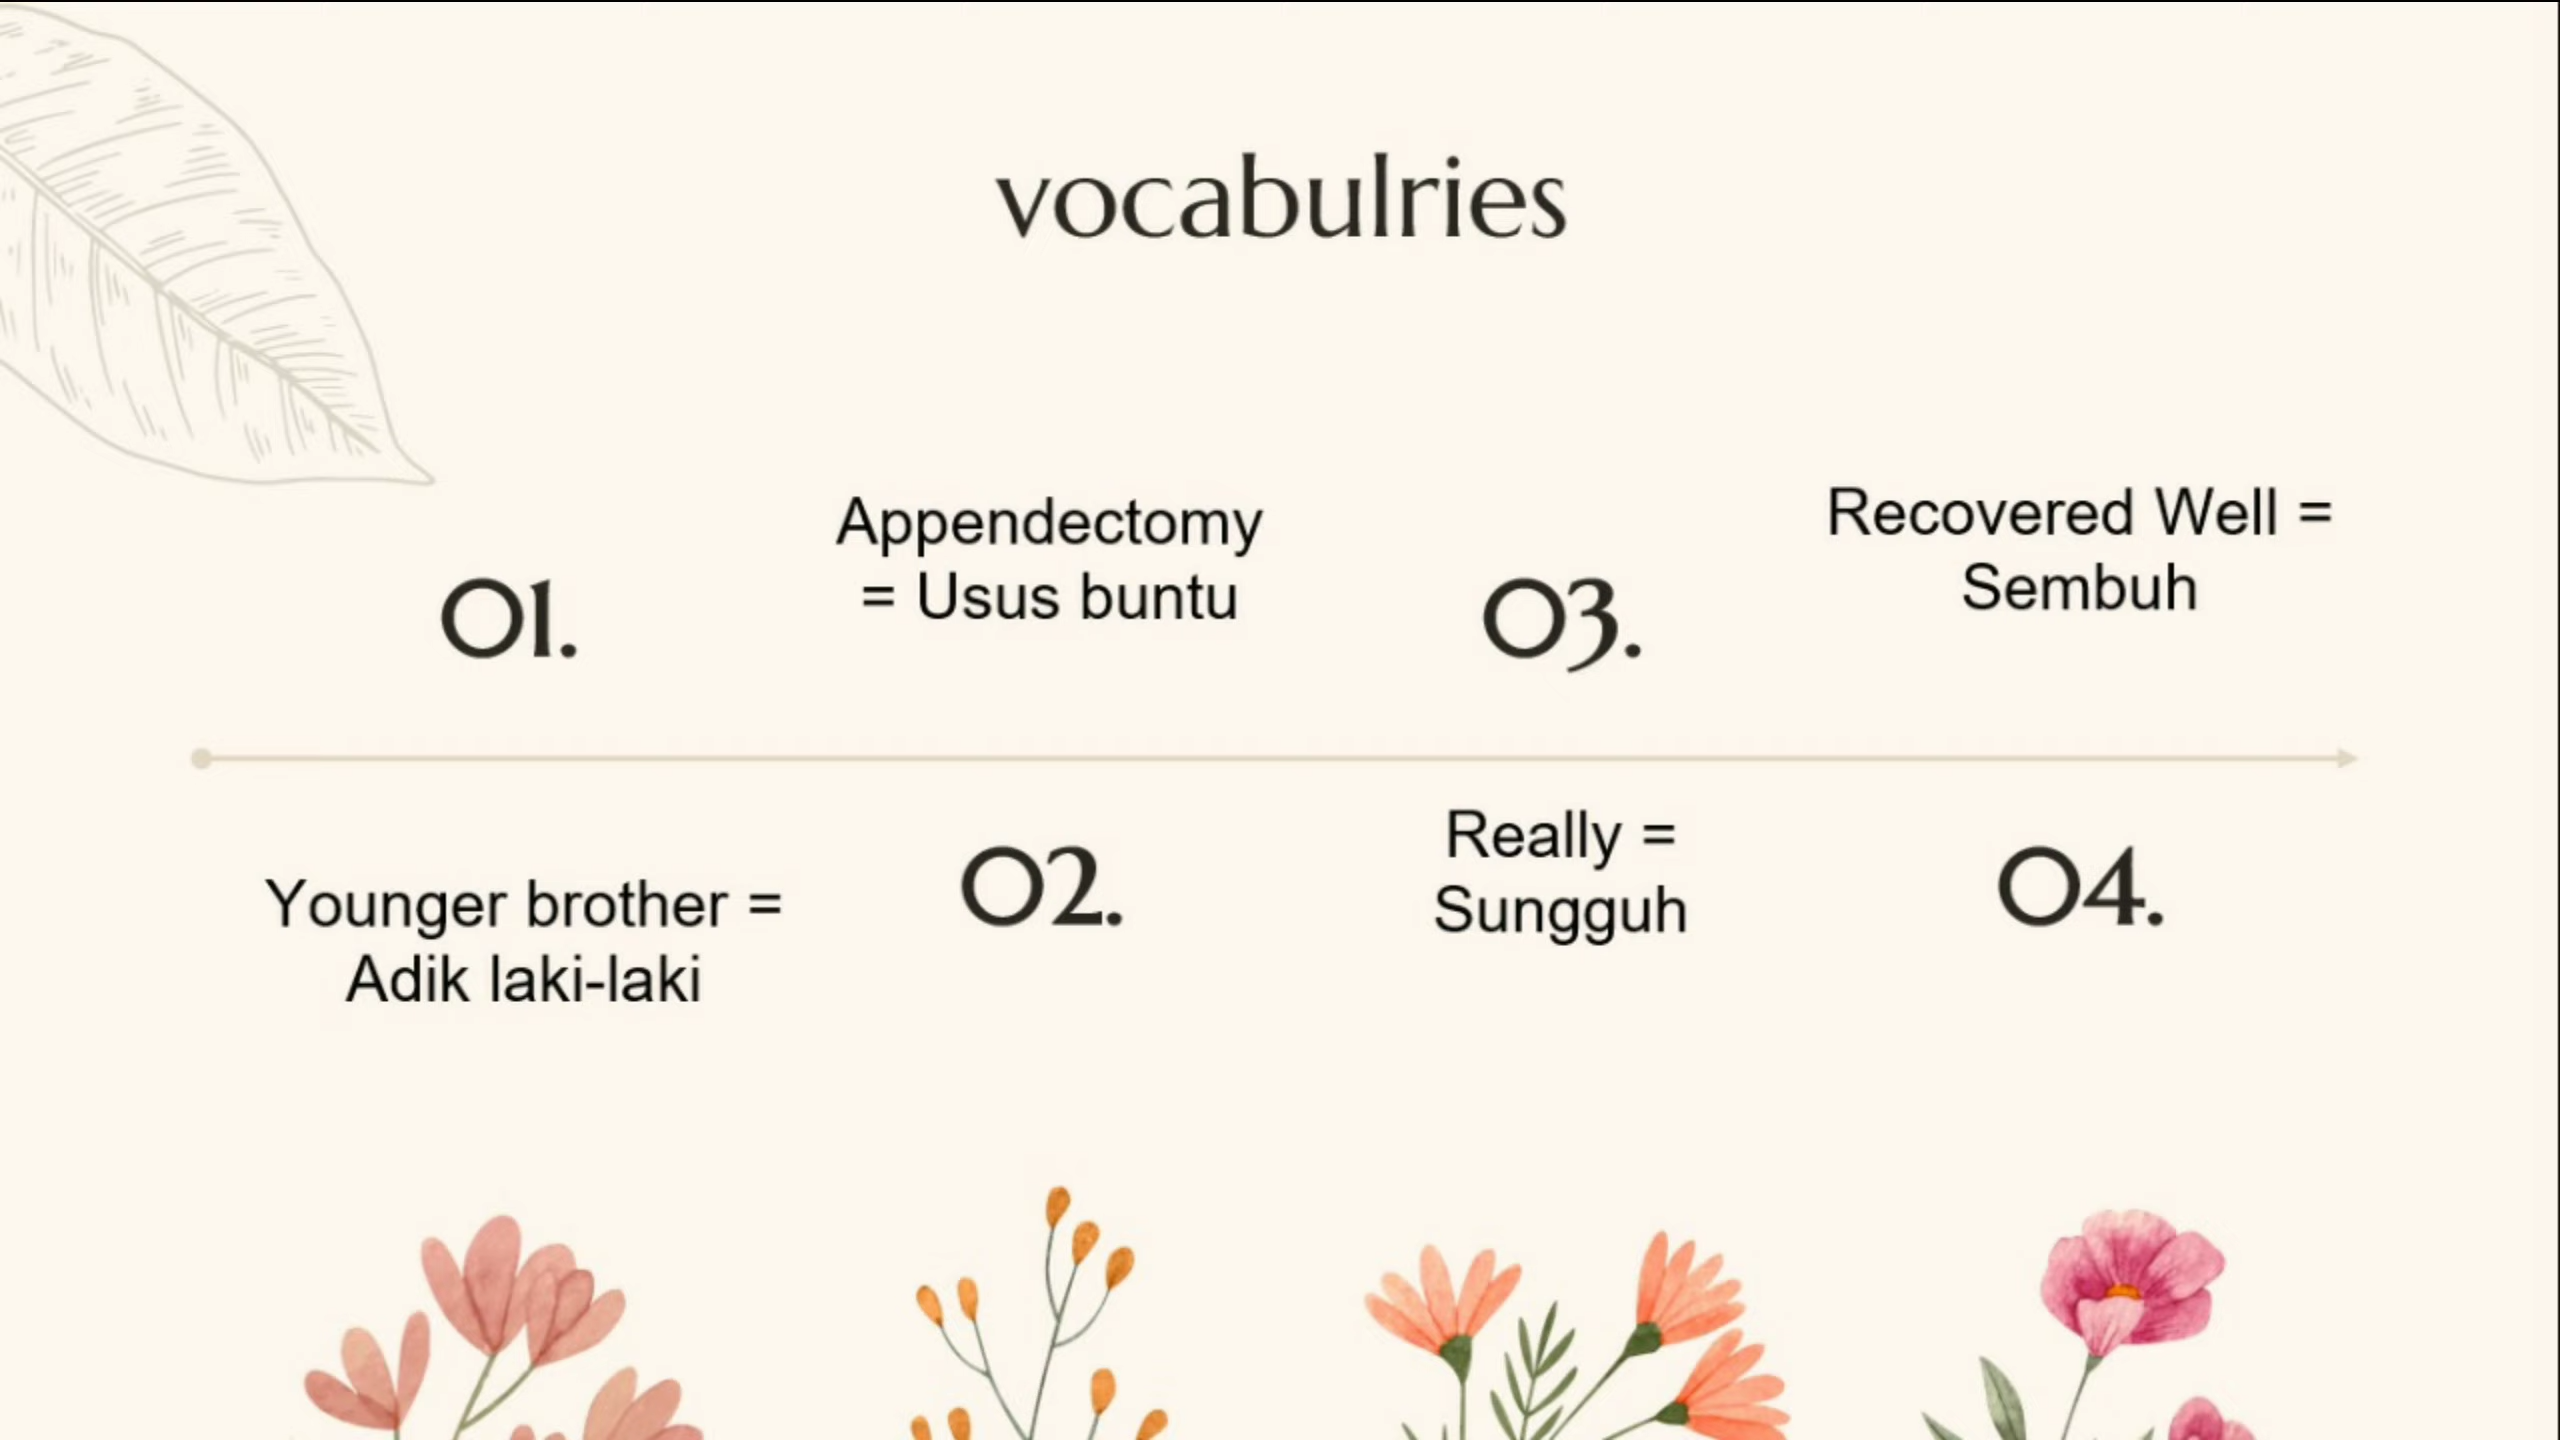 vocabulries
01.
Younger brother =
Adik laki-laki
Appendectomy
= Usus buntu
02.
03.
Really =
Sungguh
Recovered Well =
Sembuh
04.